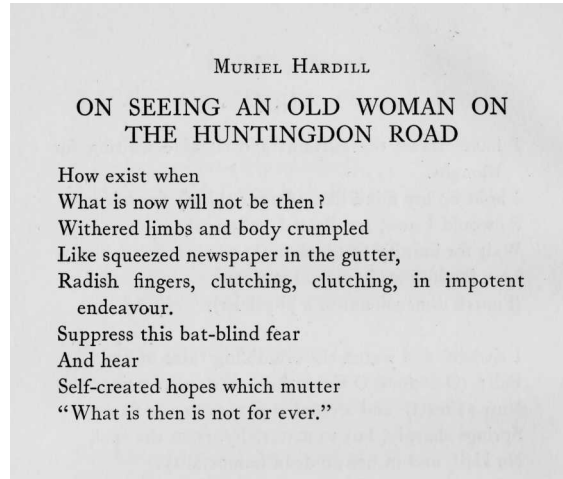 MURIEL HARDILL
ON SEEING AN OLD WOMAN ON
THE HUNTINGDON ROAD
How exist when
What is now will not be then?
Withered limbs and body crumpled
Like squeezed newspaper in the gutter,
Radish fingers, clutching, clutching, in impotent
endeavour.
Suppress this bat-blind fear
And hear
Self-created hopes which mutter
“What is then is not for ever.”